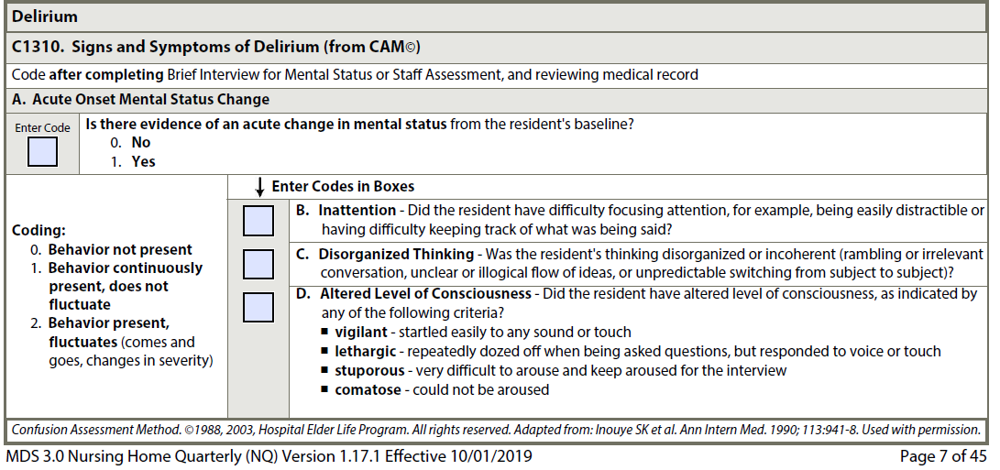 Delirium
C1310. Signs and Symptoms of Delirium (from CAM©)
Code after completing Brief Interview for Mental Status or Staff Assessment, and reviewing medical record
A. Acute Onset Mental Status Change
Enter Code
Is there evidence of an acute change in mental status from the resident's baseline?
0. No
1. Yes
Coding:
0. Behavior not present
1. Behavior continuously
present, does not
fluctuate
2. Behavior present,
fluctuates (comes and
goes, changes in severity)
↓ Enter Codes in Boxes
B. Inattention - Did the resident have difficulty focusing attention, for example, being easily distractible or
having difficulty keeping track of what was being said?
C. Disorganized Thinking - Was the resident's thinking disorganized or incoherent (rambling or irrelevant
conversation, unclear or illogical flow of ideas, or unpredictable switching from subject to subject)?
D. Altered Level of Consciousness - Did the resident have altered level of consciousness, as indicated by
any of the following criteria?
■ vigilant - startled easily to any sound or touch
■ lethargic - repeatedly dozed off when being asked questions, but responded to voice or touch
■ stuporous - very difficult to arouse and keep aroused for the interview
■ comatose - could not be aroused
Confusion Assessment Method. ©1988, 2003, Hospital Elder Life Program. All rights reserved. Adapted from: Inouye SK et al. Ann Intern Med. 1990; 113:941-8. Used with permission.
MDS 3.0 Nursing Home Quarterly (NQ) Version 1.17.1 Effective 10/01/2019
Page 7 of 45